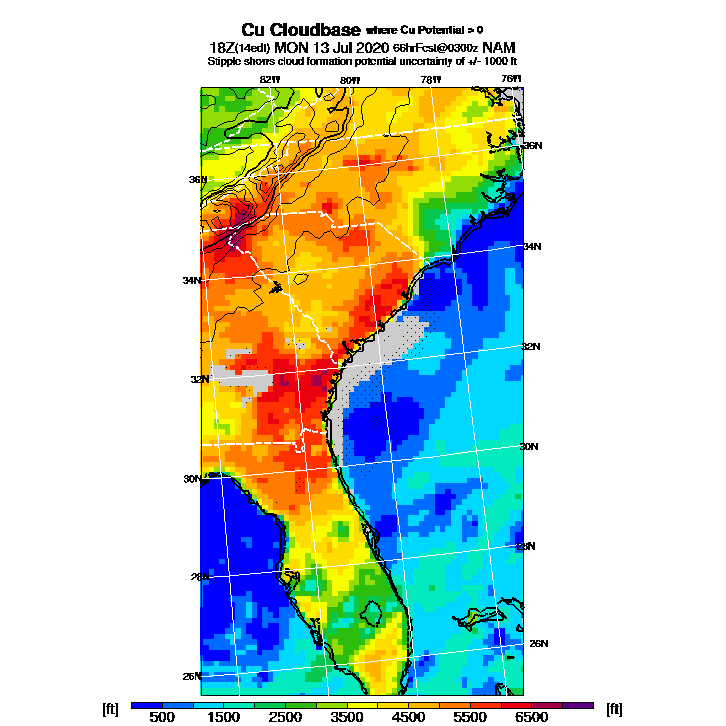 Cu Cloudbase where Cu Potential > 0
18Z(14edt) MON 13 Jul 2020 66hrFcst@0300z NAM
Stipple shows cloud formation potential uncertainty of +/- 1000 ft
82W 80W 78W 76W
36N
36N
34N
34N
32N
32N
30N
30N
28N
28N
26N
26N
[ft] 500 1500 2500 3500 4500 5500 6500 [ft]